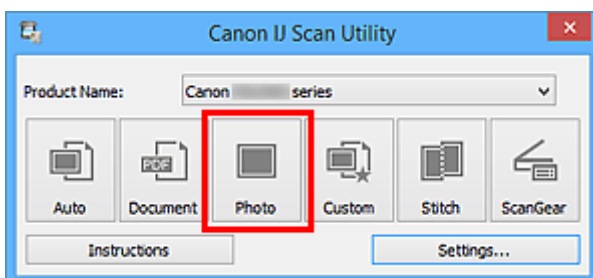 Canon IJ Scan Utility
Product Name: Canon series
PDF
Auto Document Photo Custom Stitch ScanGear
Instructions Settings...